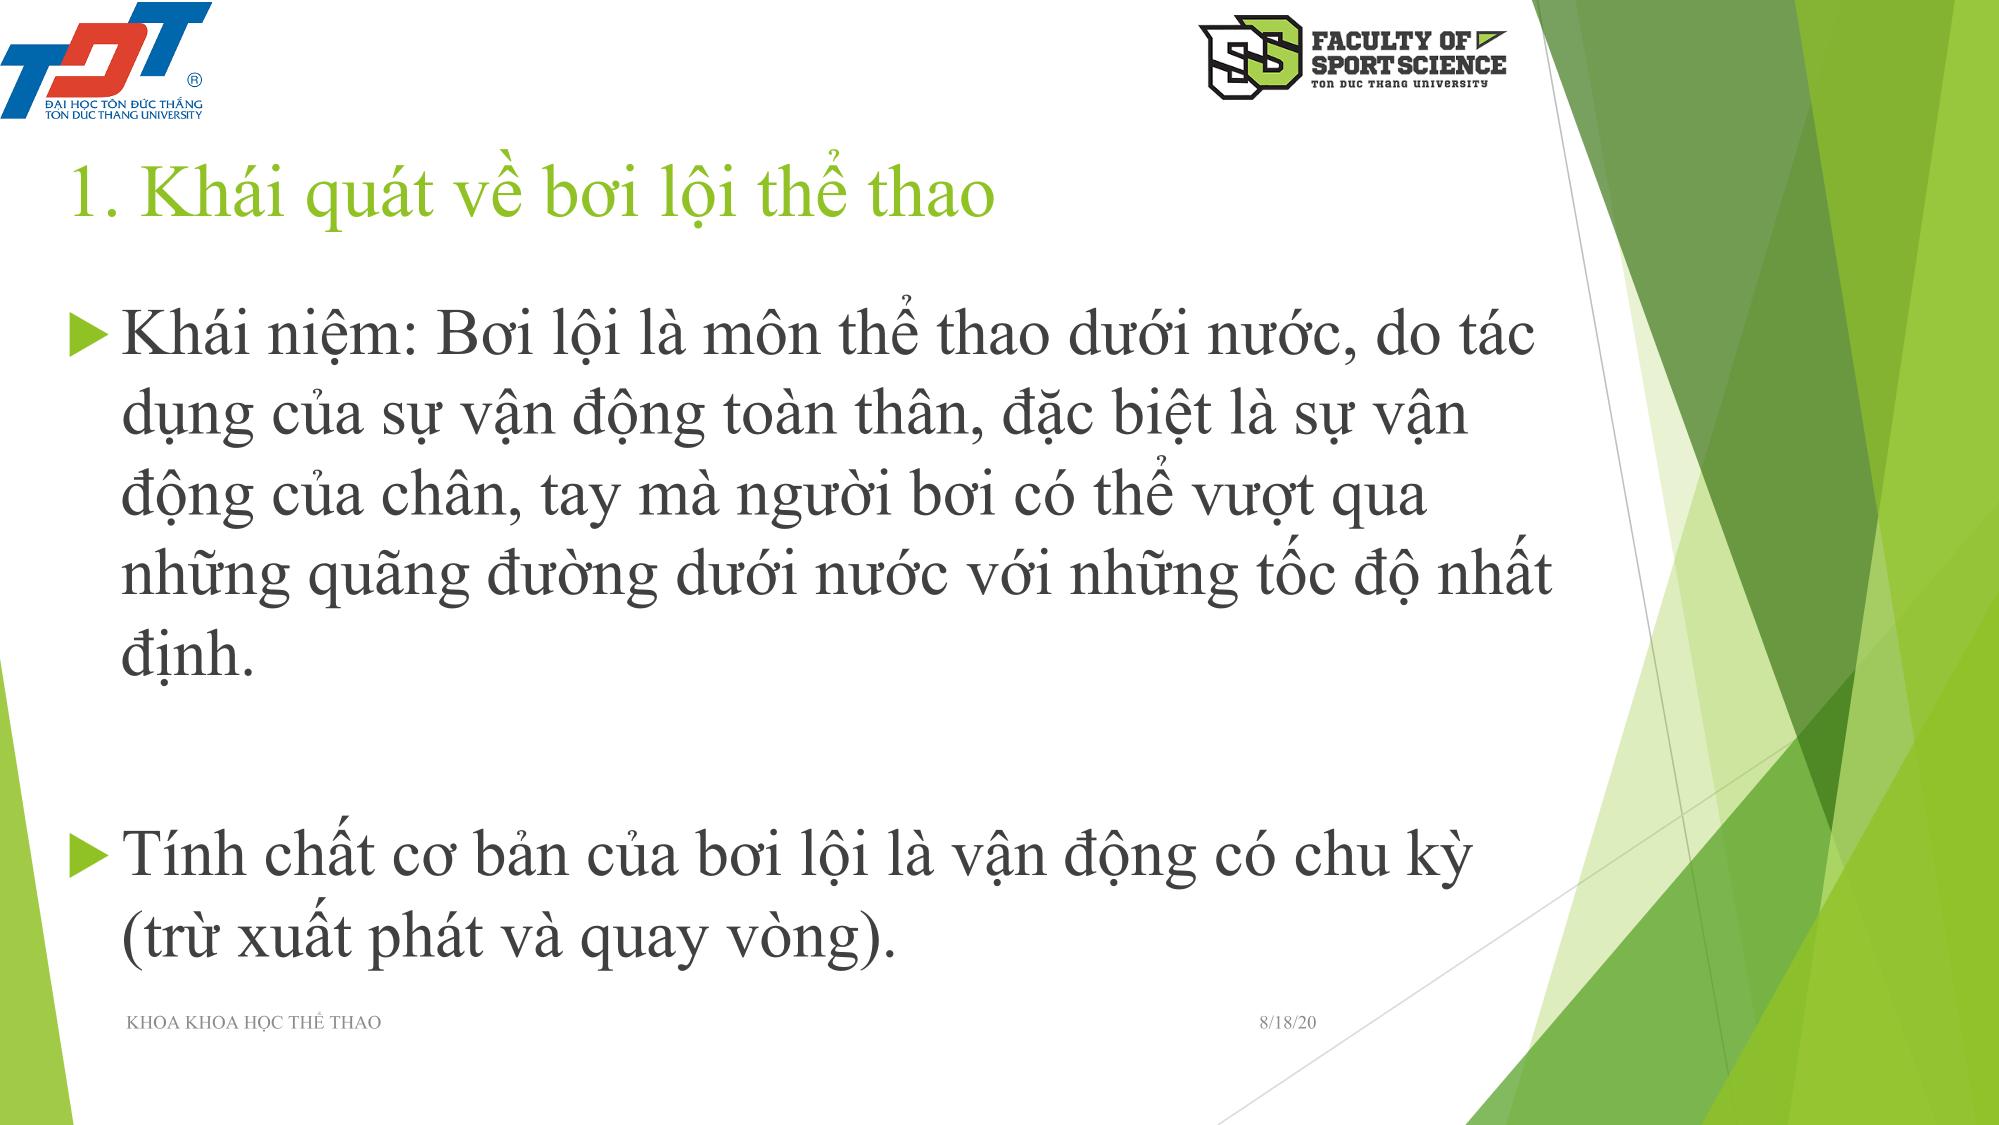 TDT
®
ĐẠI HỌC TÔN ĐỨC THẮNG
TON DUC THANG UNIVERSITY
SS
FACULTY OF
SPORT SCIENCE
TON DUC THANG UNIVERSITY
1. Khái quát về bơi lội thể thao
Khái niệm: Bơi lội là môn thể thao dưới nước, do tác
dụng của sự vận động toàn thân, đặc biệt là sự vận
động của chân, tay mà người bơi có thể vượt qua
những quãng đường dưới nước với những tốc độ nhất
định.
Tính chất cơ bản của bơi lội là vận động có chu kỳ
(trừ xuất phát và quay vòng).
KHOA KHOA HỌC THỂ THAO
8/18/20